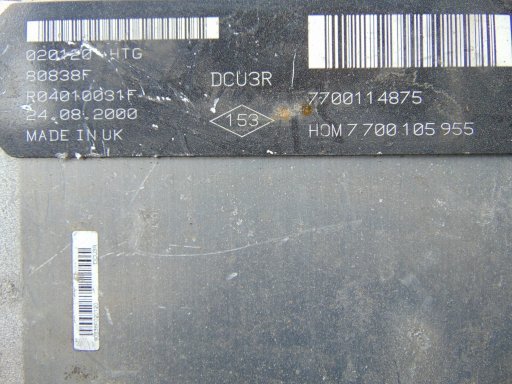 020120 HTG
80838F
R04010031F
24.08.2000
MADE IN UK
DCU3R
153
7700114875
HOM 7 700 105 955